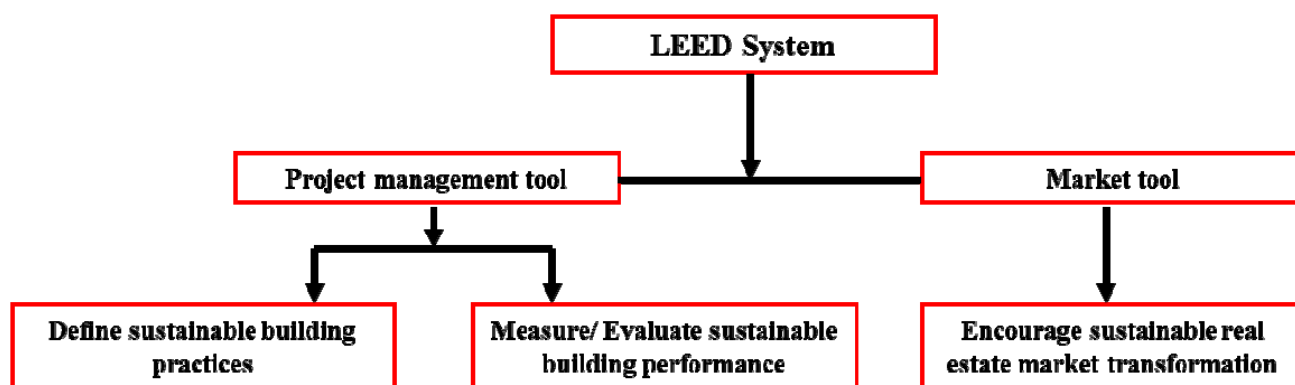 LEED System
Project management tool
Market tool
Define sustainable building
practices
Measure/ Evaluate sustainable
building performance
Encourage sustainable real
estate market transformation